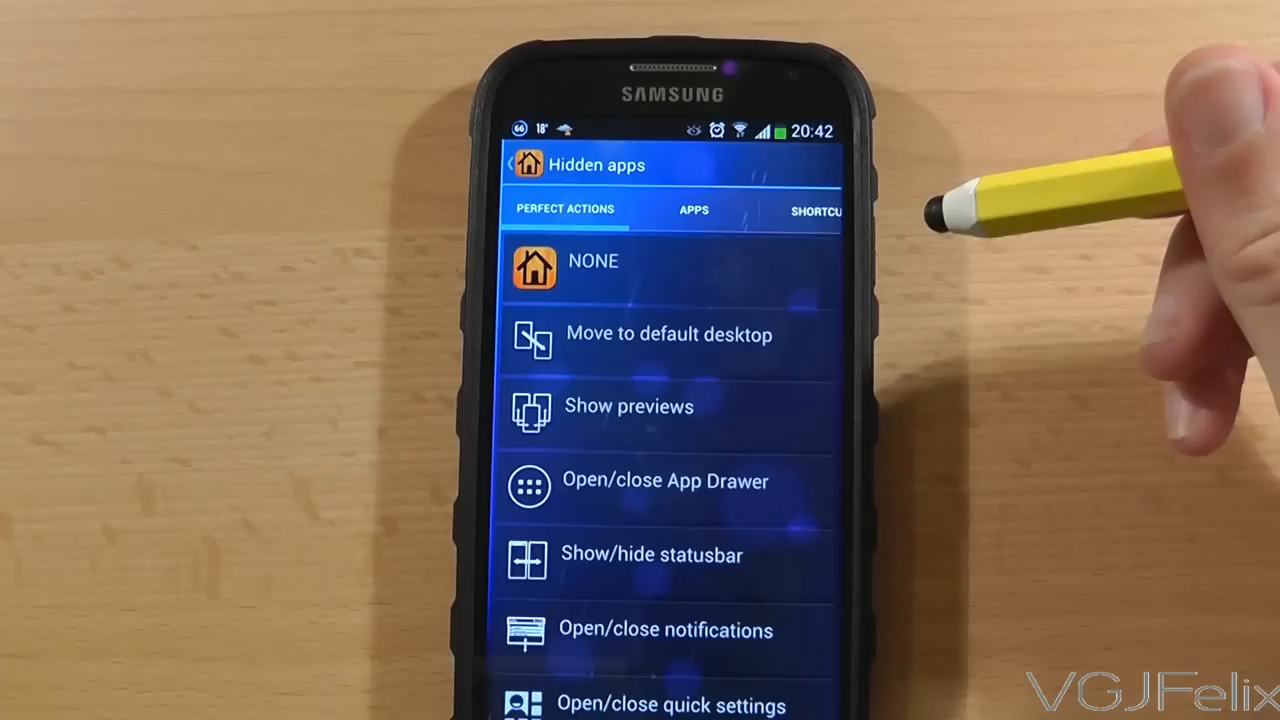 SAMSUNG
66 18° 20:42
Hidden apps
PERFECT ACTIONS APPS SHORTCU
NONE
Move to default desktop
Show previews
Open/close App Drawer
Show/hide statusbar
Open/close notifications
Open/close quick settings
VGJFelix